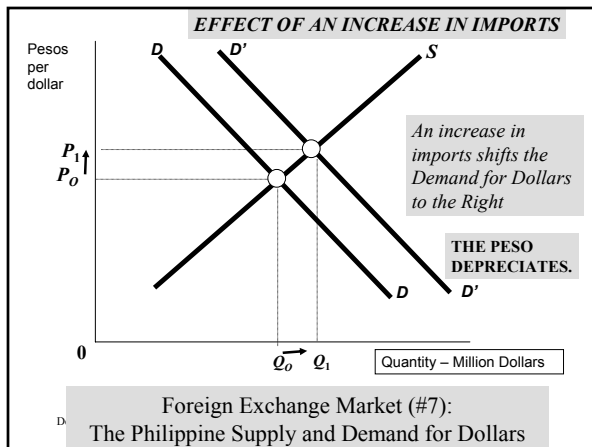 EFFECT OF AN INCREASE IN IMPORTS
Pesos
per
dollar
D
D’
S
P1
PO
An increase in
imports shifts the
Demand for Dollars
to the Right
THE PESO
DEPRECIATES.
D
D’
0
QO
Q1
Quantity – Million Dollars
Foreign Exchange Market (#7):
The Philippine Supply and Demand for Dollars